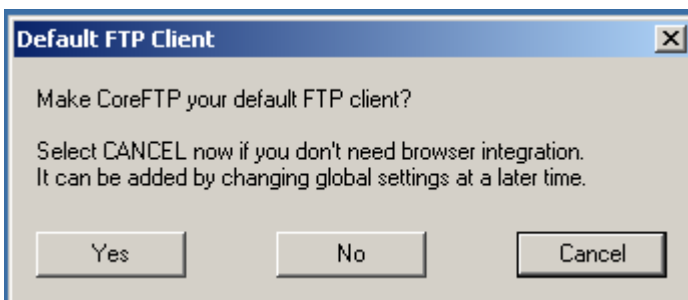 Default FTP Client
Make CoreFTP your default FTP client?
Select CANCEL now if you don't need browser integration.
It can be added by changing global settings at a later time.
Yes No Cancel